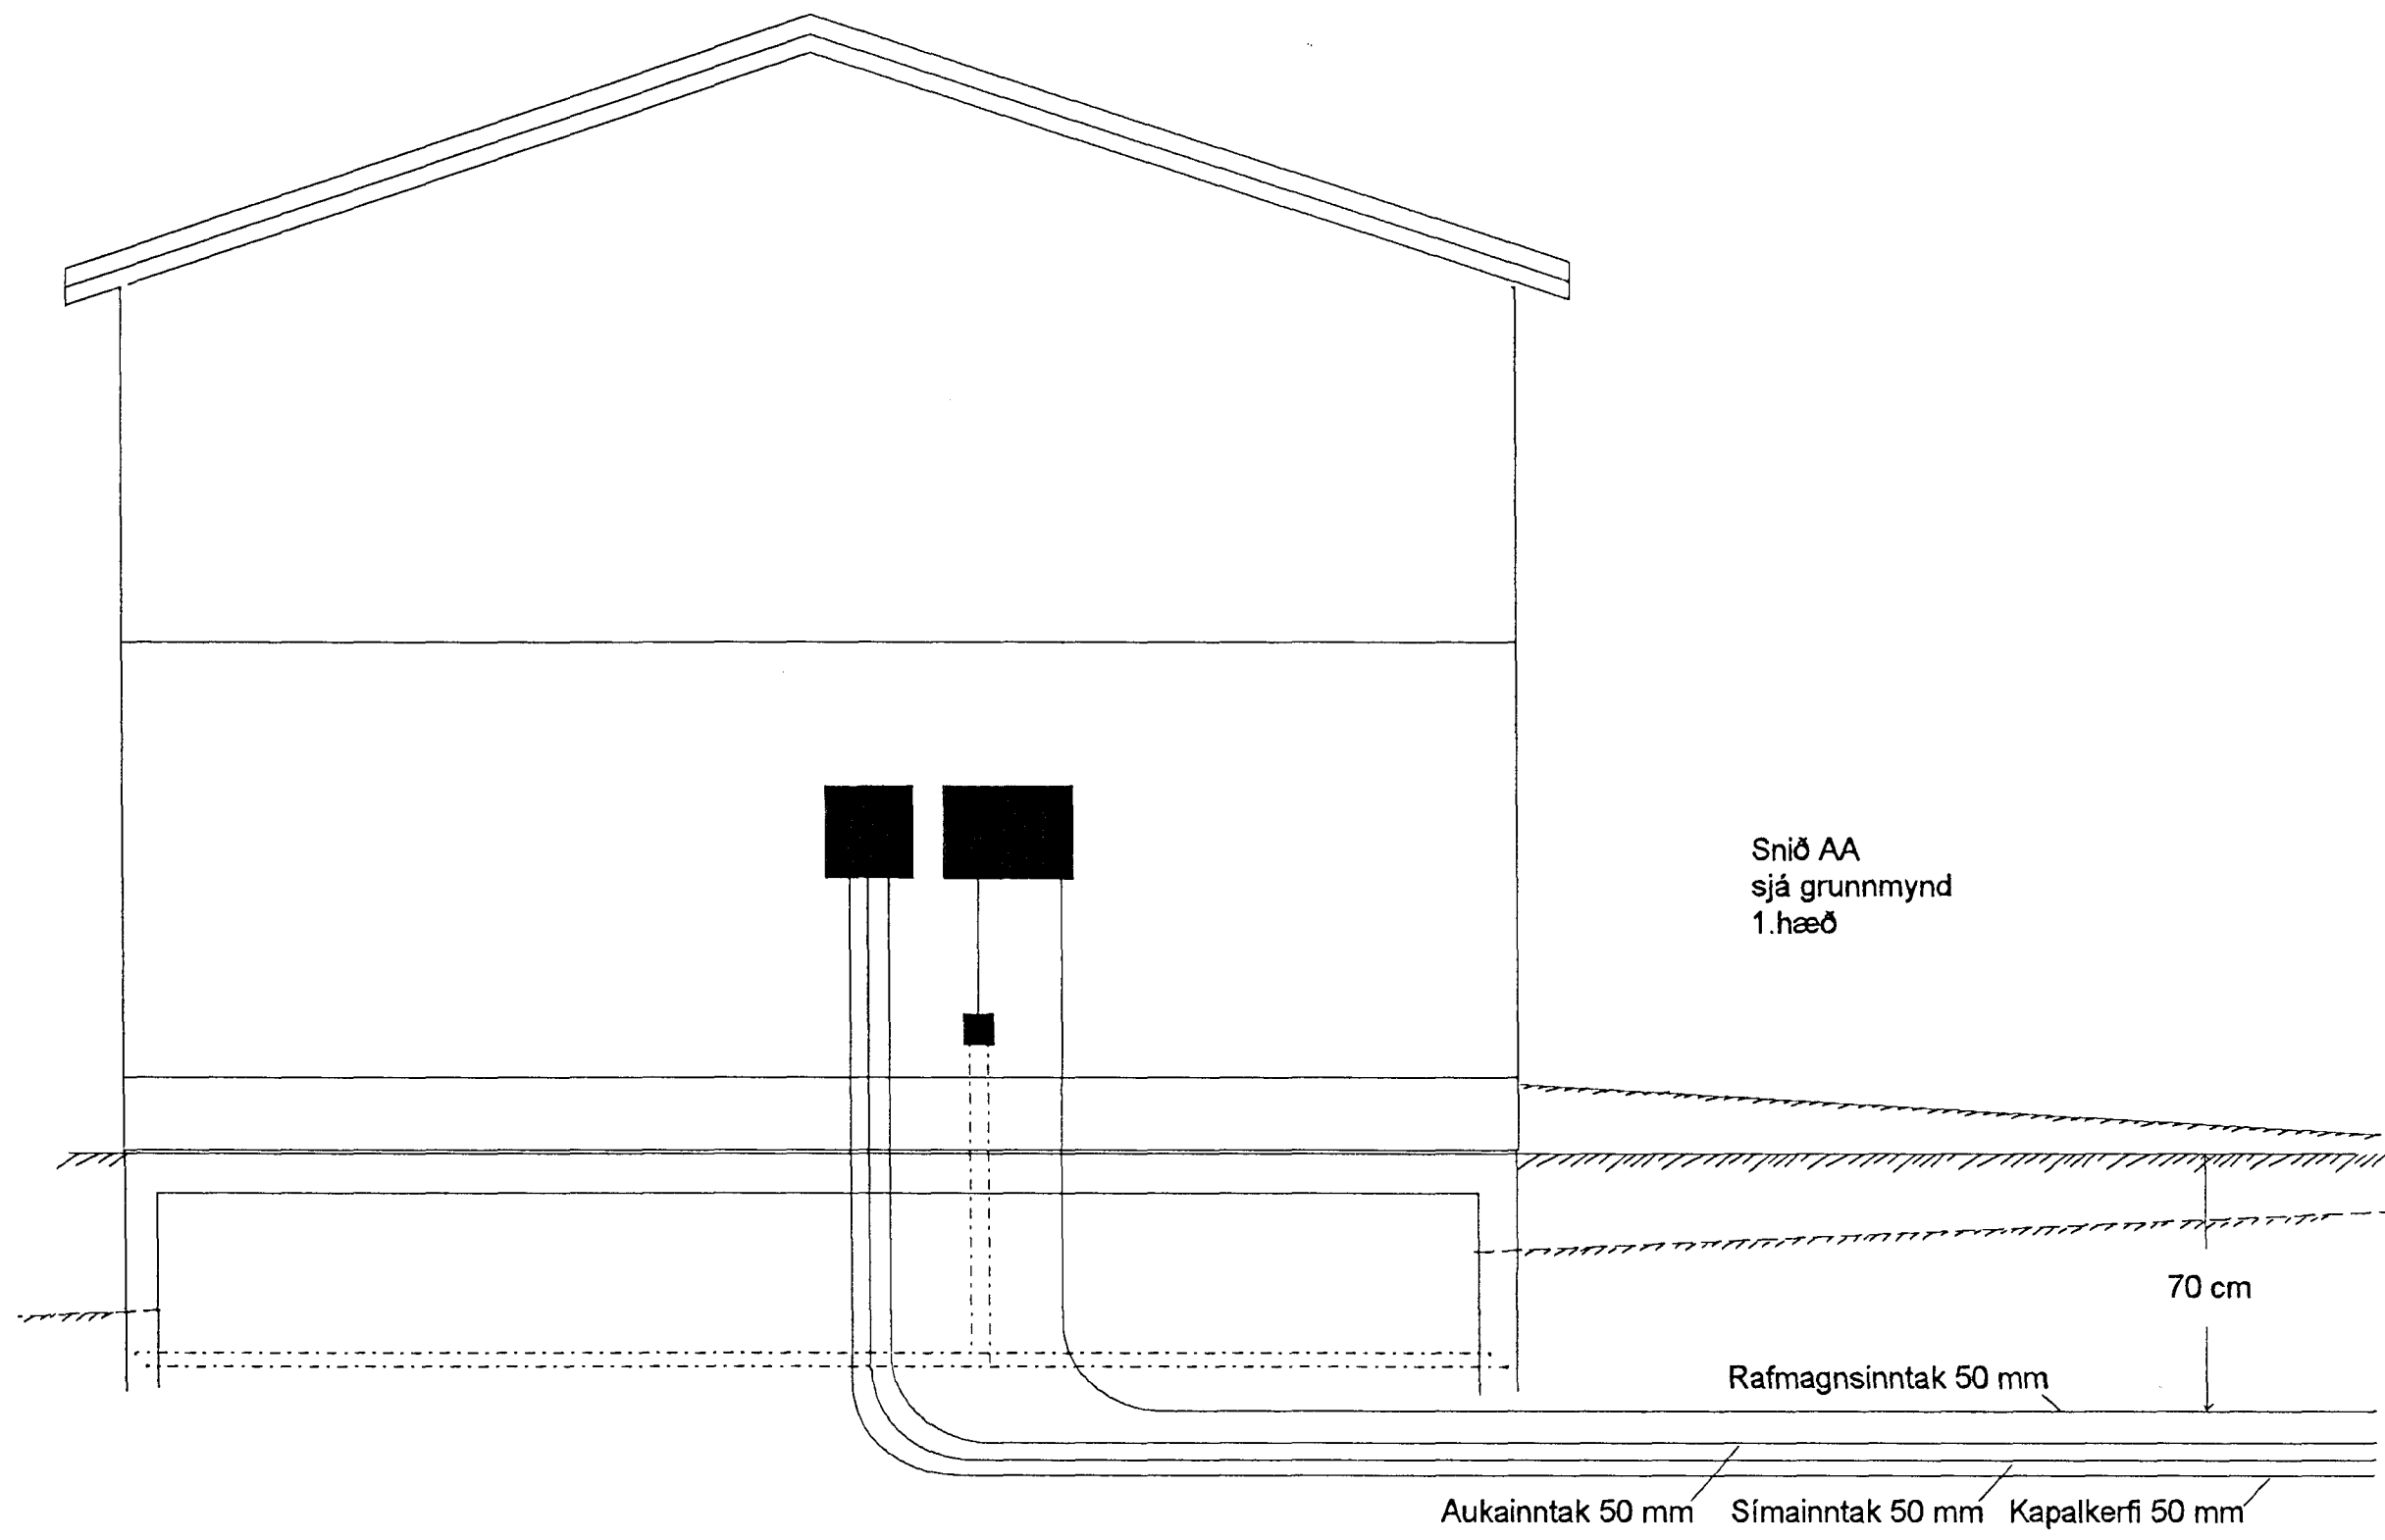 Snið AA
sjá grunnmynd
1.hæð
70 cm
Rafmagnsinntak 50 mm
Aukainntak 50 mm
Símainntak 50 mm
Kapalkerfi 50 mm